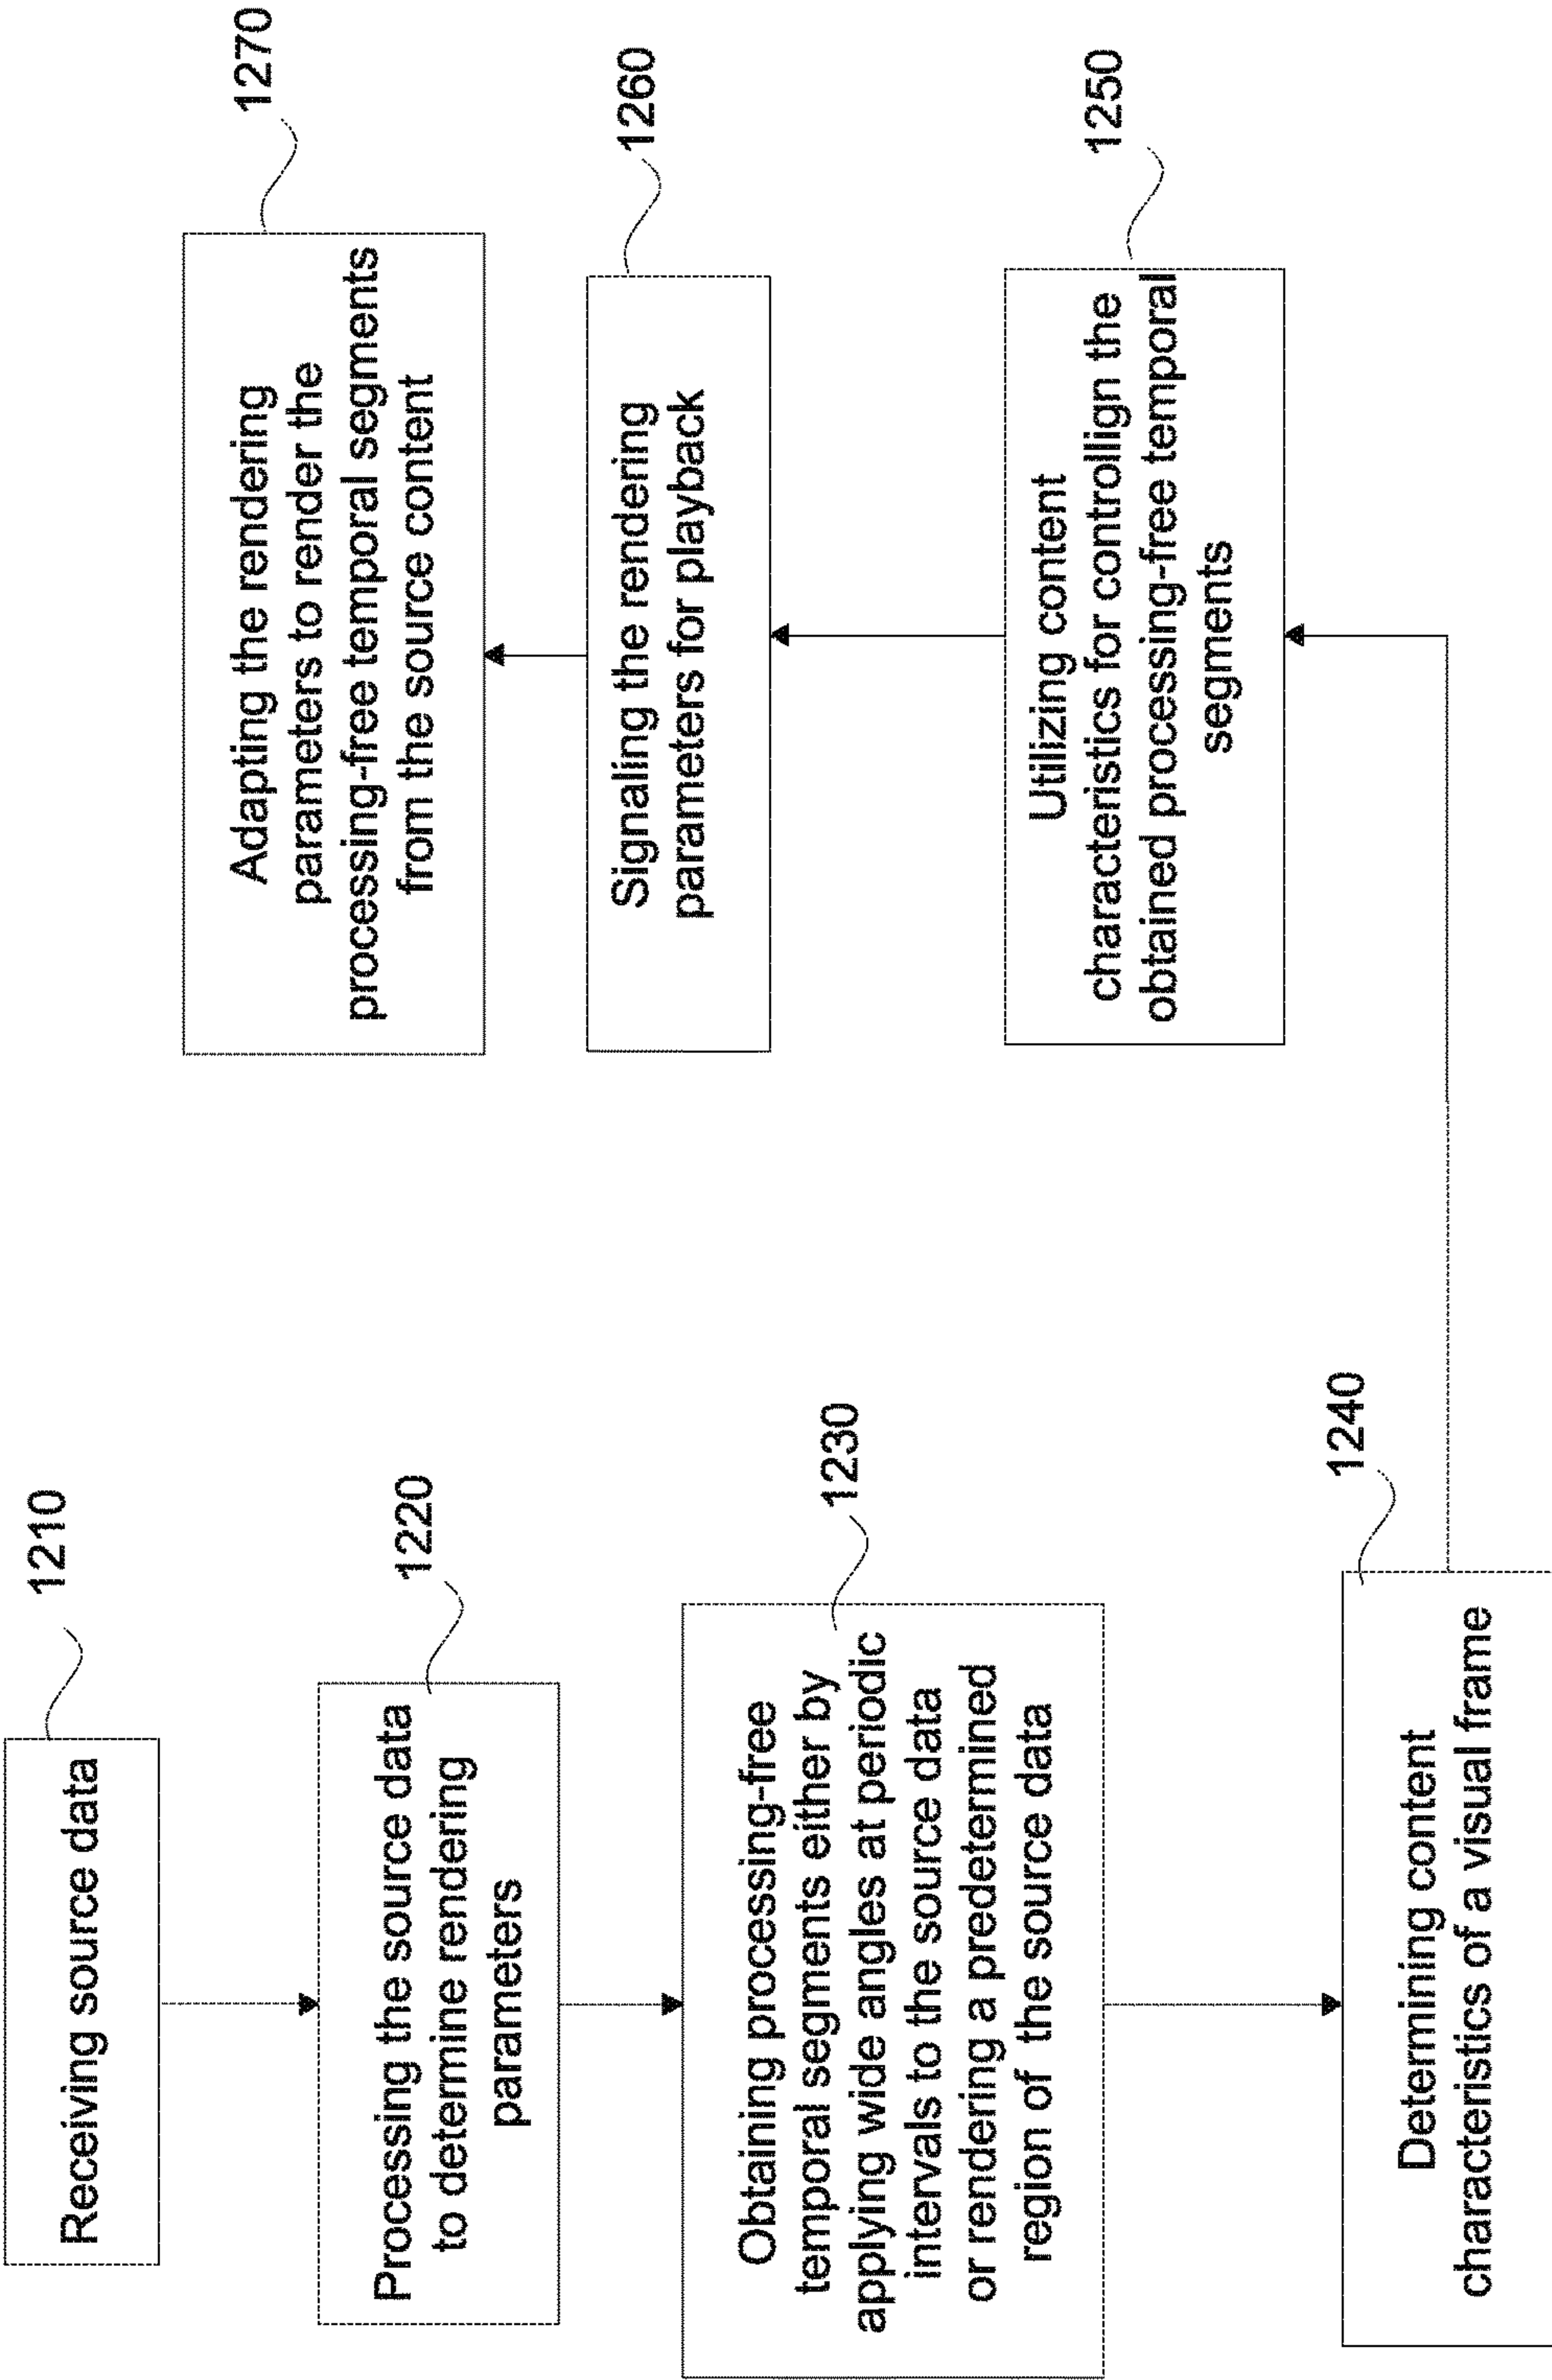 1210
Receiving source data
1220
Processing the source data
to determine rendering
parameters
1230
Obtaining processing-free
temporal segments either by
applying wide angles at periodic
intervals to the source data
or rendering a predetermined
region of the source data
1240
Determining content
characteristics of a visual frame
1250
Utilizing content
characteristics for controllign the
obtained processing-free temporal
segments
1260
Signaling the rendering
parameters for playback
1270
Adapting the rendering
parameters to render the
processing-free temporal segments
from the source content